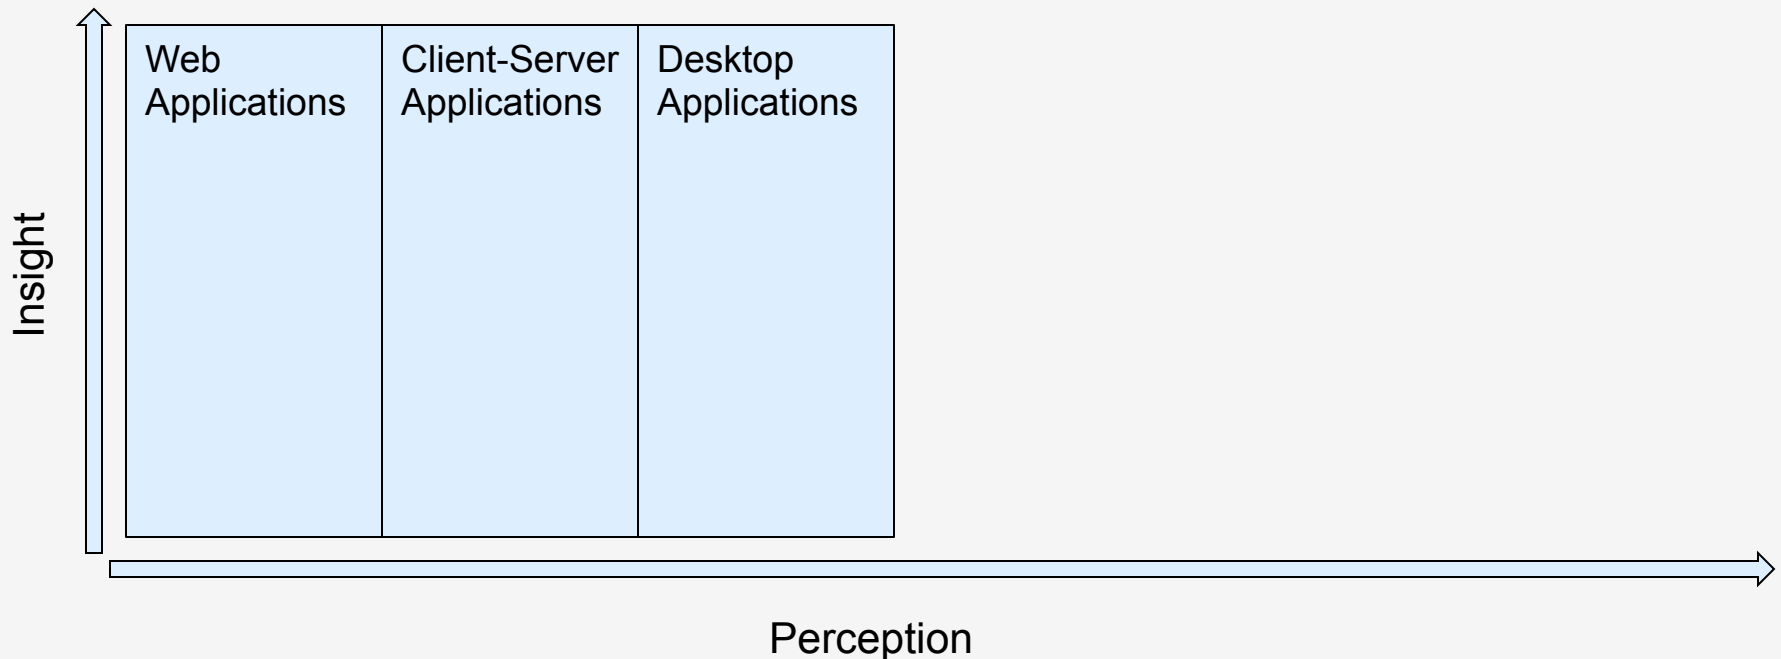 Web
Applications
Client-Server
Applications
Desktop
Applications
Insight
Perception